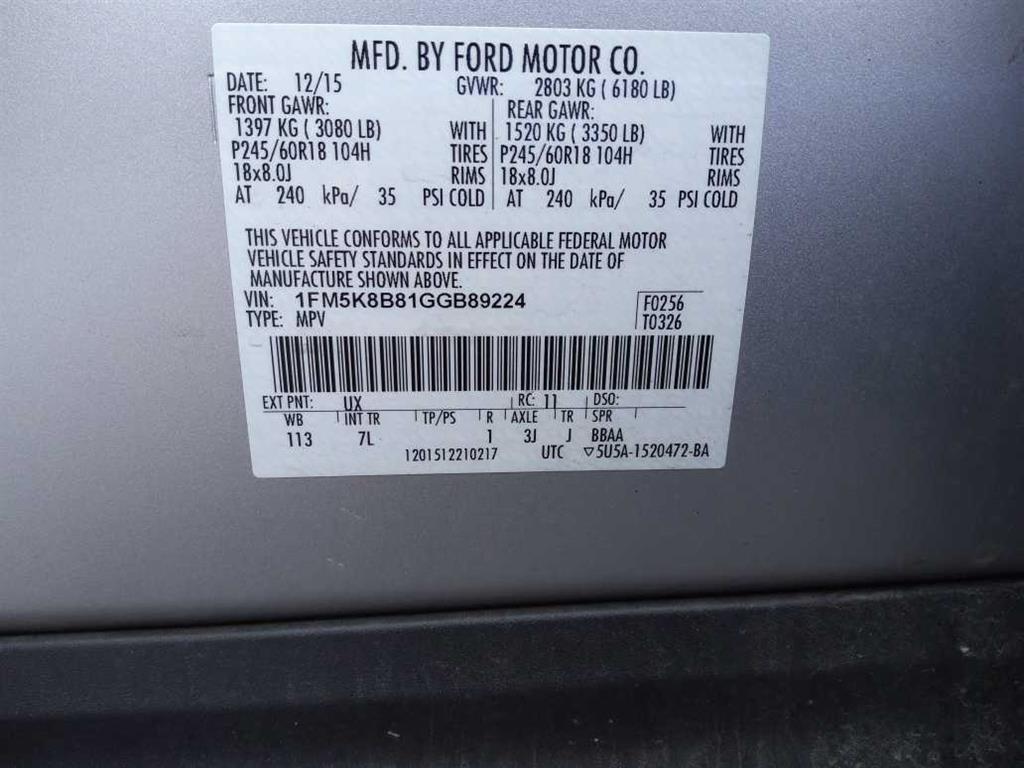 MFD. BY FORD MOTOR CO.
DATE: 12/15 GVWR: 2803 KG ( 6180 LB)
FRONT GAWR: REAR GAWR:
1397 KG ( 3080 LB) WITH 1520 KG ( 3350 LB) WITH
P245/60R18 104H TIRES P245/60R18 104H TIRES
18x8.0J RIMS 18x8.0J RIMS
AT 240 kPa/ 35 PSI COLD AT 240 kPa/ 35 PSI COLD
THIS VEHICLE CONFORMS TO ALL APPLICABLE FEDERAL MOTOR
VEHICLE SAFETY STANDARDS IN EFFECT ON THE DATE OF
MANUFACTURE SHOWN ABOVE.
VIN: 1FM5K8B81GGB89224 F0256
TYPE: MPV T0326
EXT PNT: UX RC: 11 DSO:
WB INT TR TP/PS R AXLE TR SPR
113 7L 1 3J J BBAA
1201512210217 UTC ▽5U5A-1520472-BA